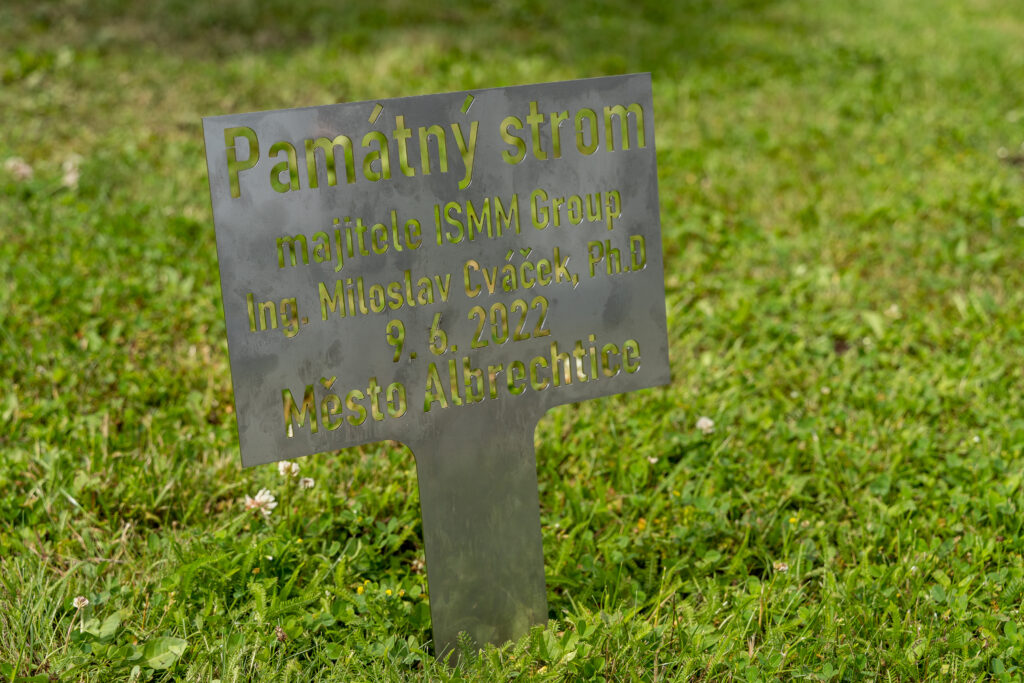 Památný strom
majitele ISMM Group
Ing. Miloslav Cváček, Ph.D
9. 6. 2022
Město Albrechtice